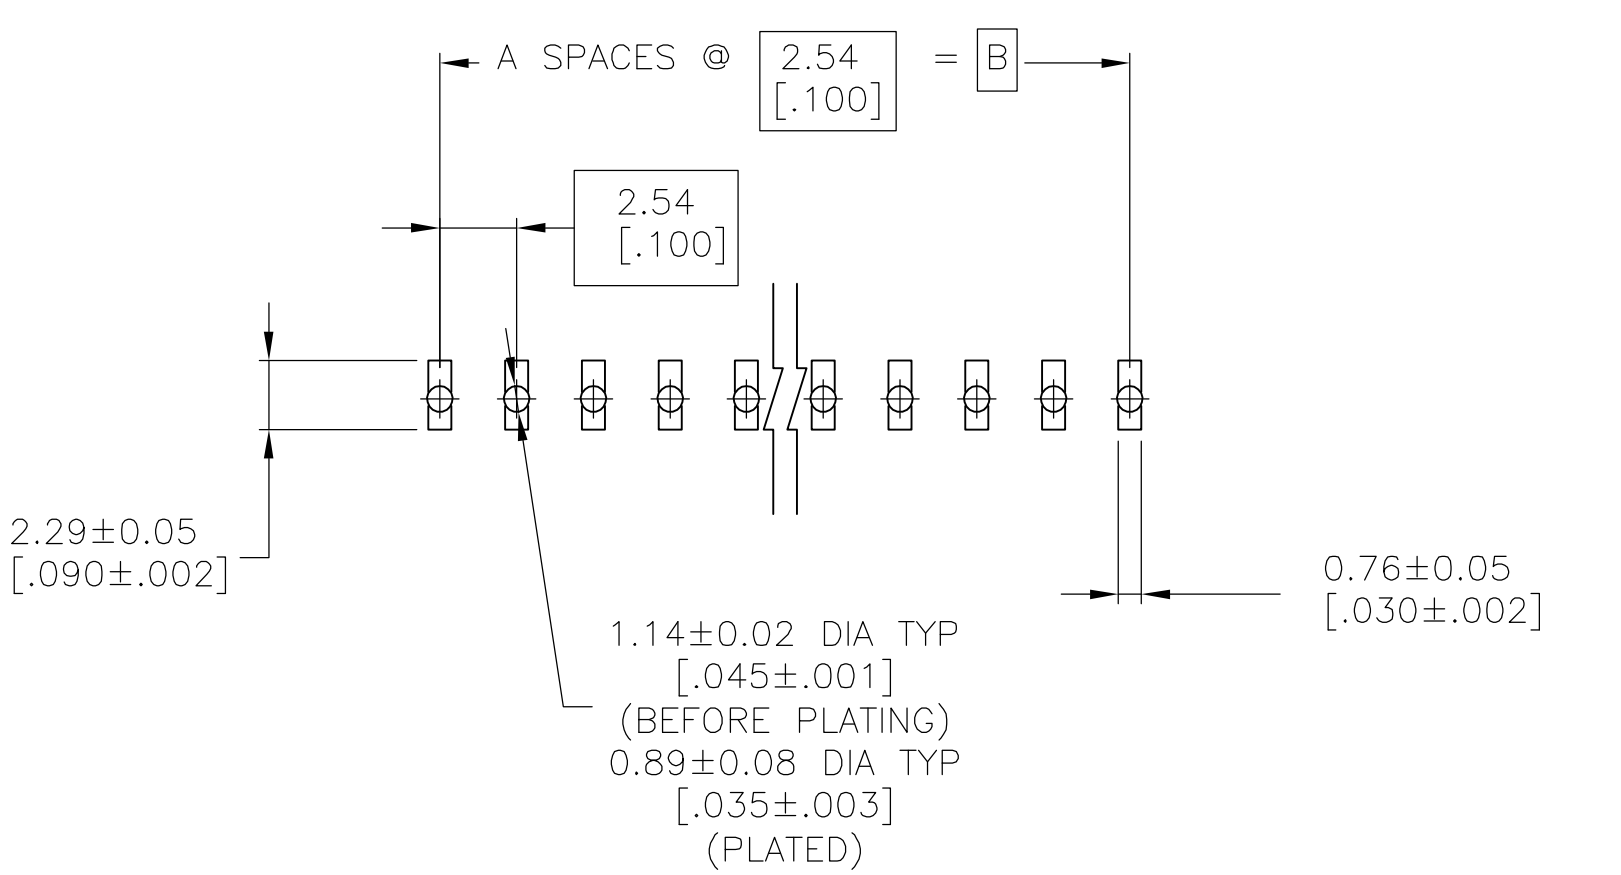 A SPACES @ 2.54 = B
[.100]
2.54
[.100]
2.29±0.05
[.090±.002]
0.76±0.05
[.030±.002]
1.14±0.02 DIA TYP
[.045±.001]
(BEFORE PLATING)
0.89±0.08 DIA TYP
[.035±.003]
(PLATED)